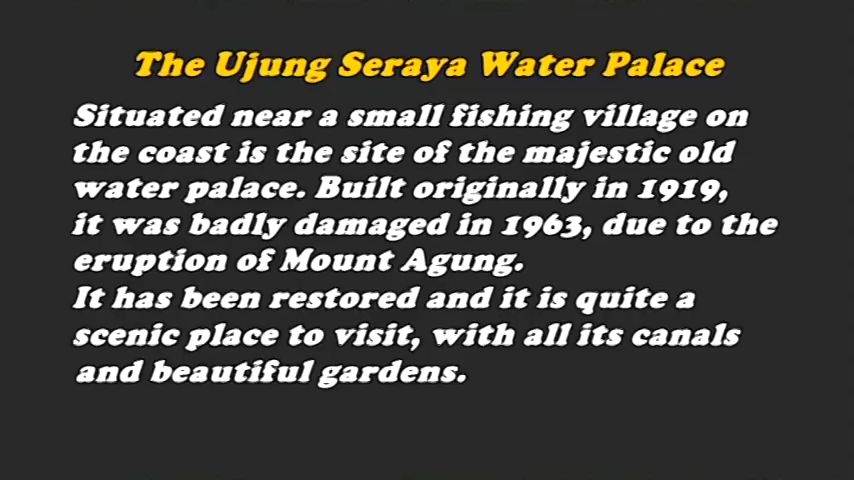 The Ujung Seraya Water Palace
Situated near a small fishing village on
the coast is the site of the majestic old
water palace. Built originally in 1919,
it was badly damaged in 1963, due to the
eruption of Mount Agung.
It has been restored and it is quite a
scenic place to visit, with all its canals
and beautiful gardens.